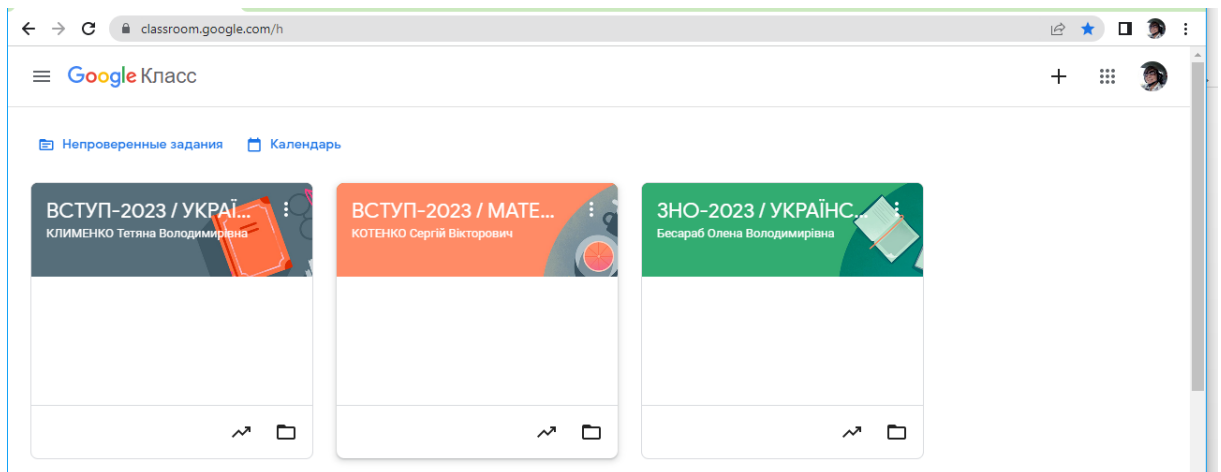 classroom.google.com/h
Google Класс
Непроверенные задания
Календарь
ВСТУП-2023 / УКРАЇ...
КЛИМЕНКО Тетяна Володимирівна
ВСТУП-2023 / МАТЕ...
КОТЕНКО Сергій Вікторович
ЗНО-2023 / УКРАЇНС...
Бесараб Олена Володимирівна